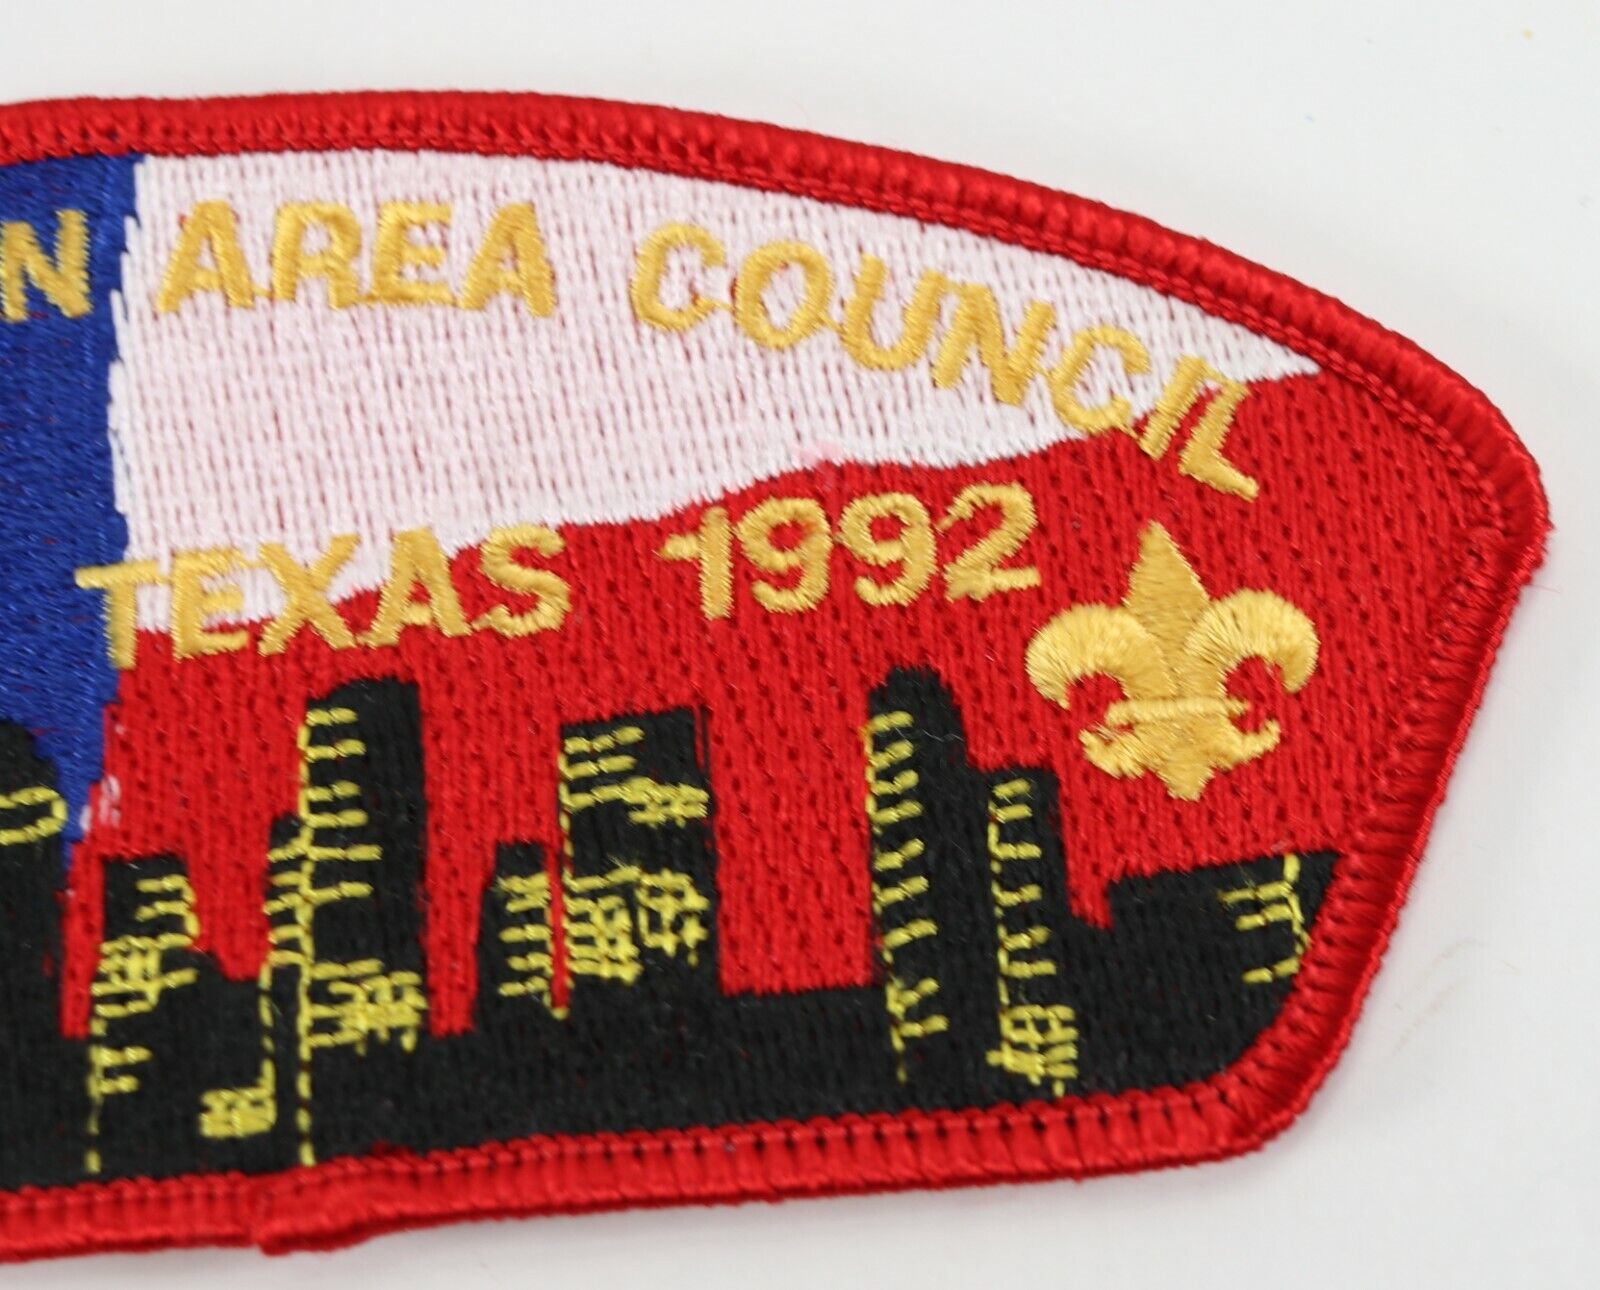 N AREA COUNCIL
TEXAS 1992